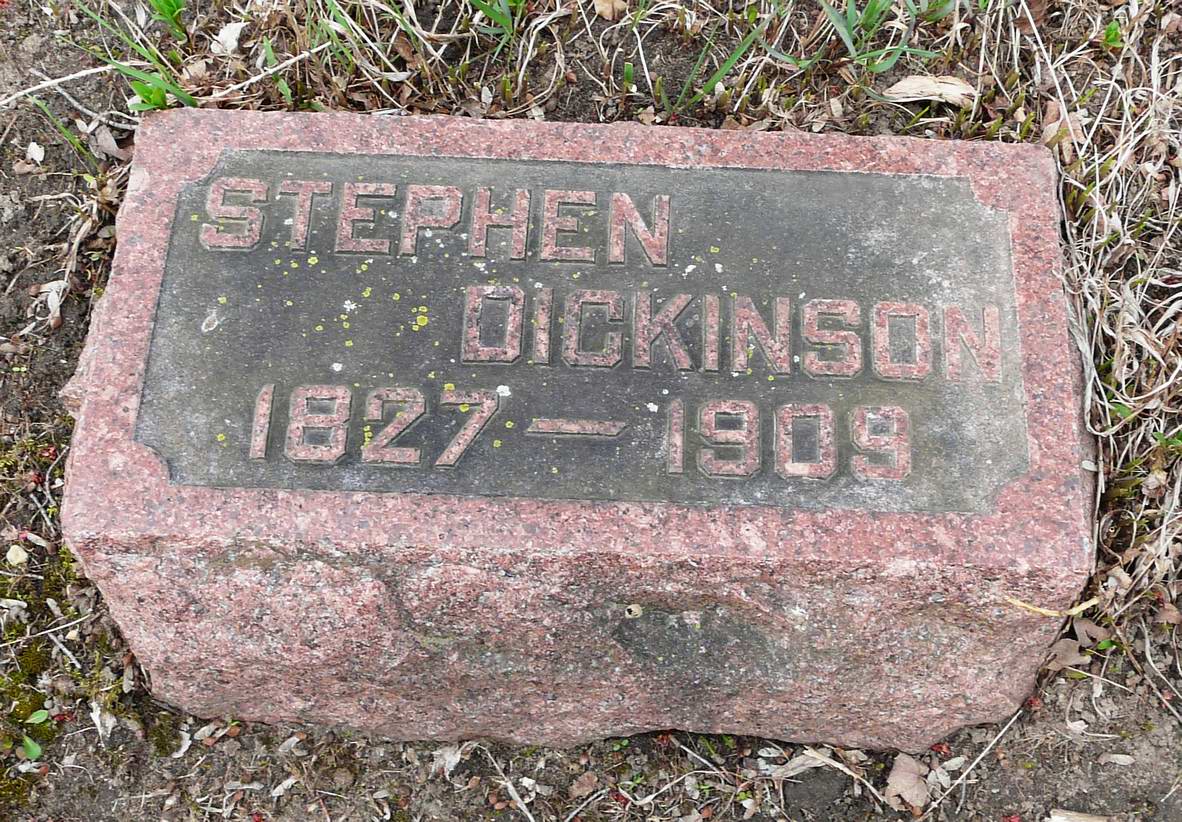 STEPHEN
DICKINSON
1827 — 1909